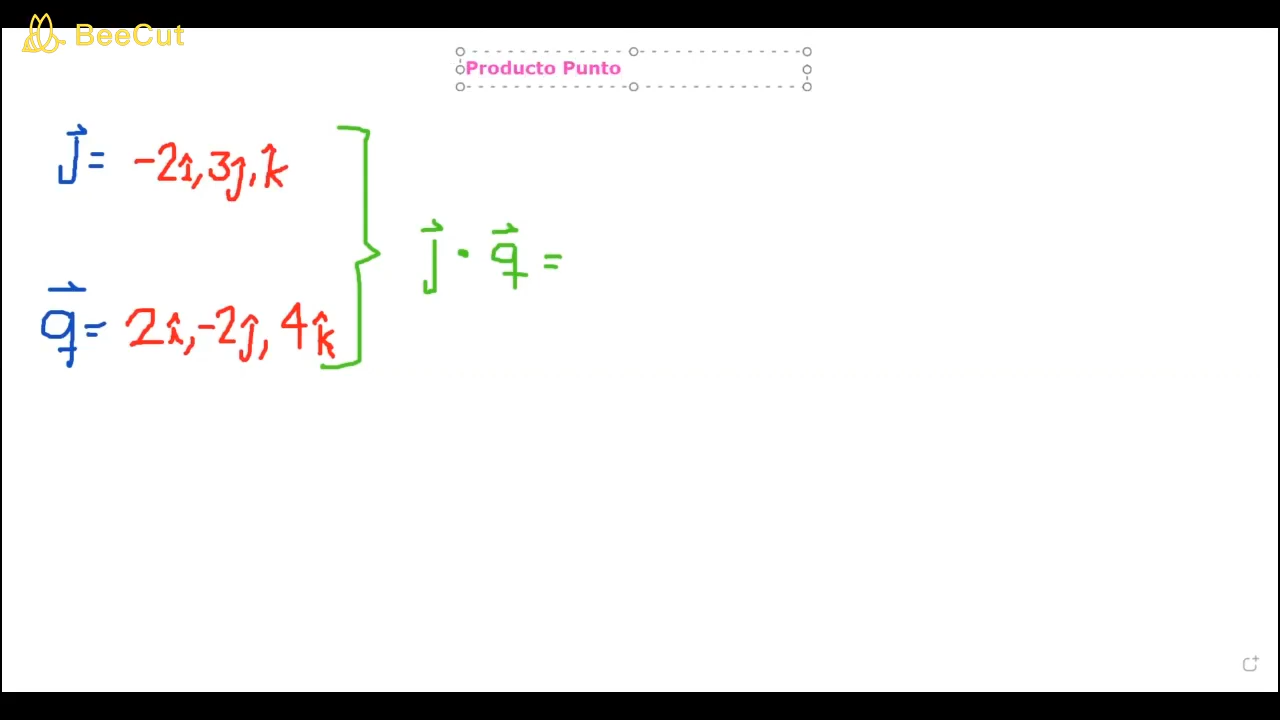 BeeCut
Producto Punto
J⃗ = -2î, 3ĵ, k̂
q⃗ = 2î, -2ĵ, 4k̂
J⃗ · q⃗ =